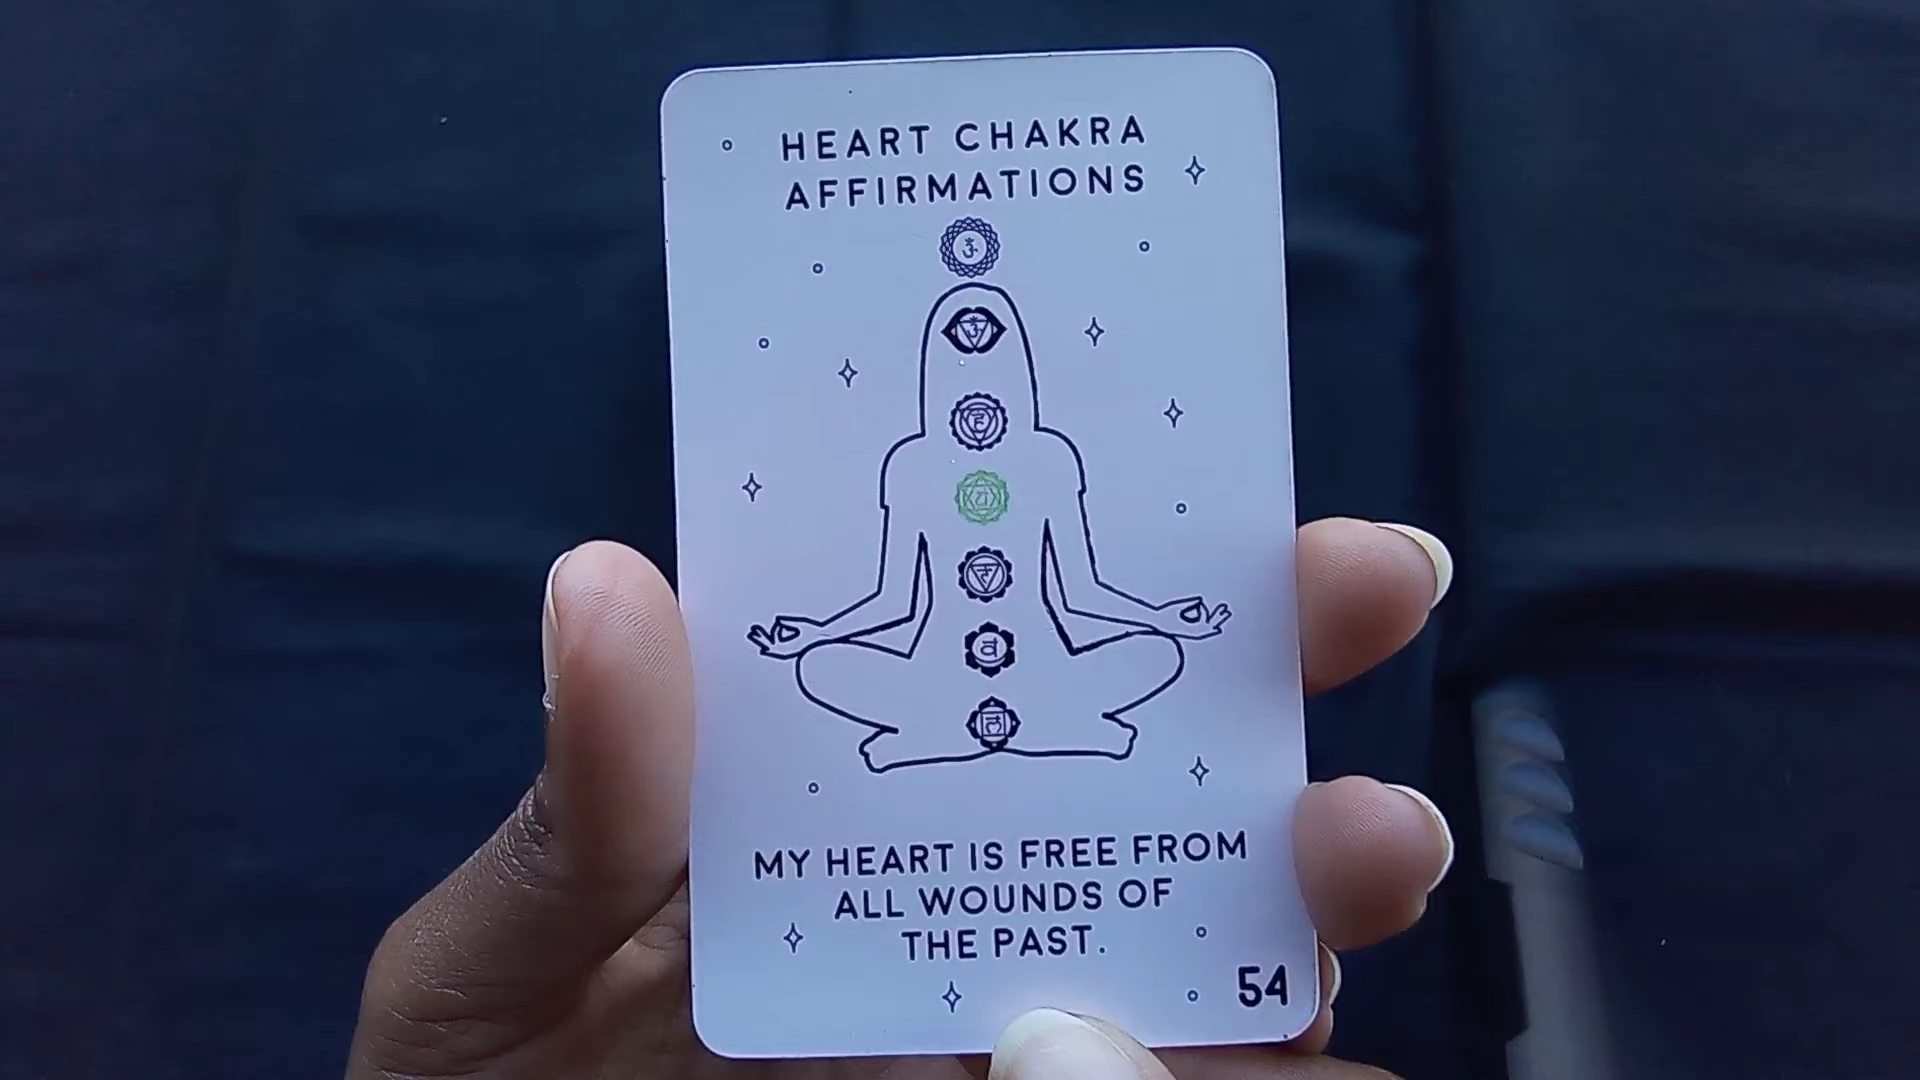 HEART CHAKRA
AFFIRMATIONS
ॐ
ॐ
हं
यं
रं
वं
लं
MY HEART IS FREE FROM
ALL WOUNDS OF
THE PAST.
54